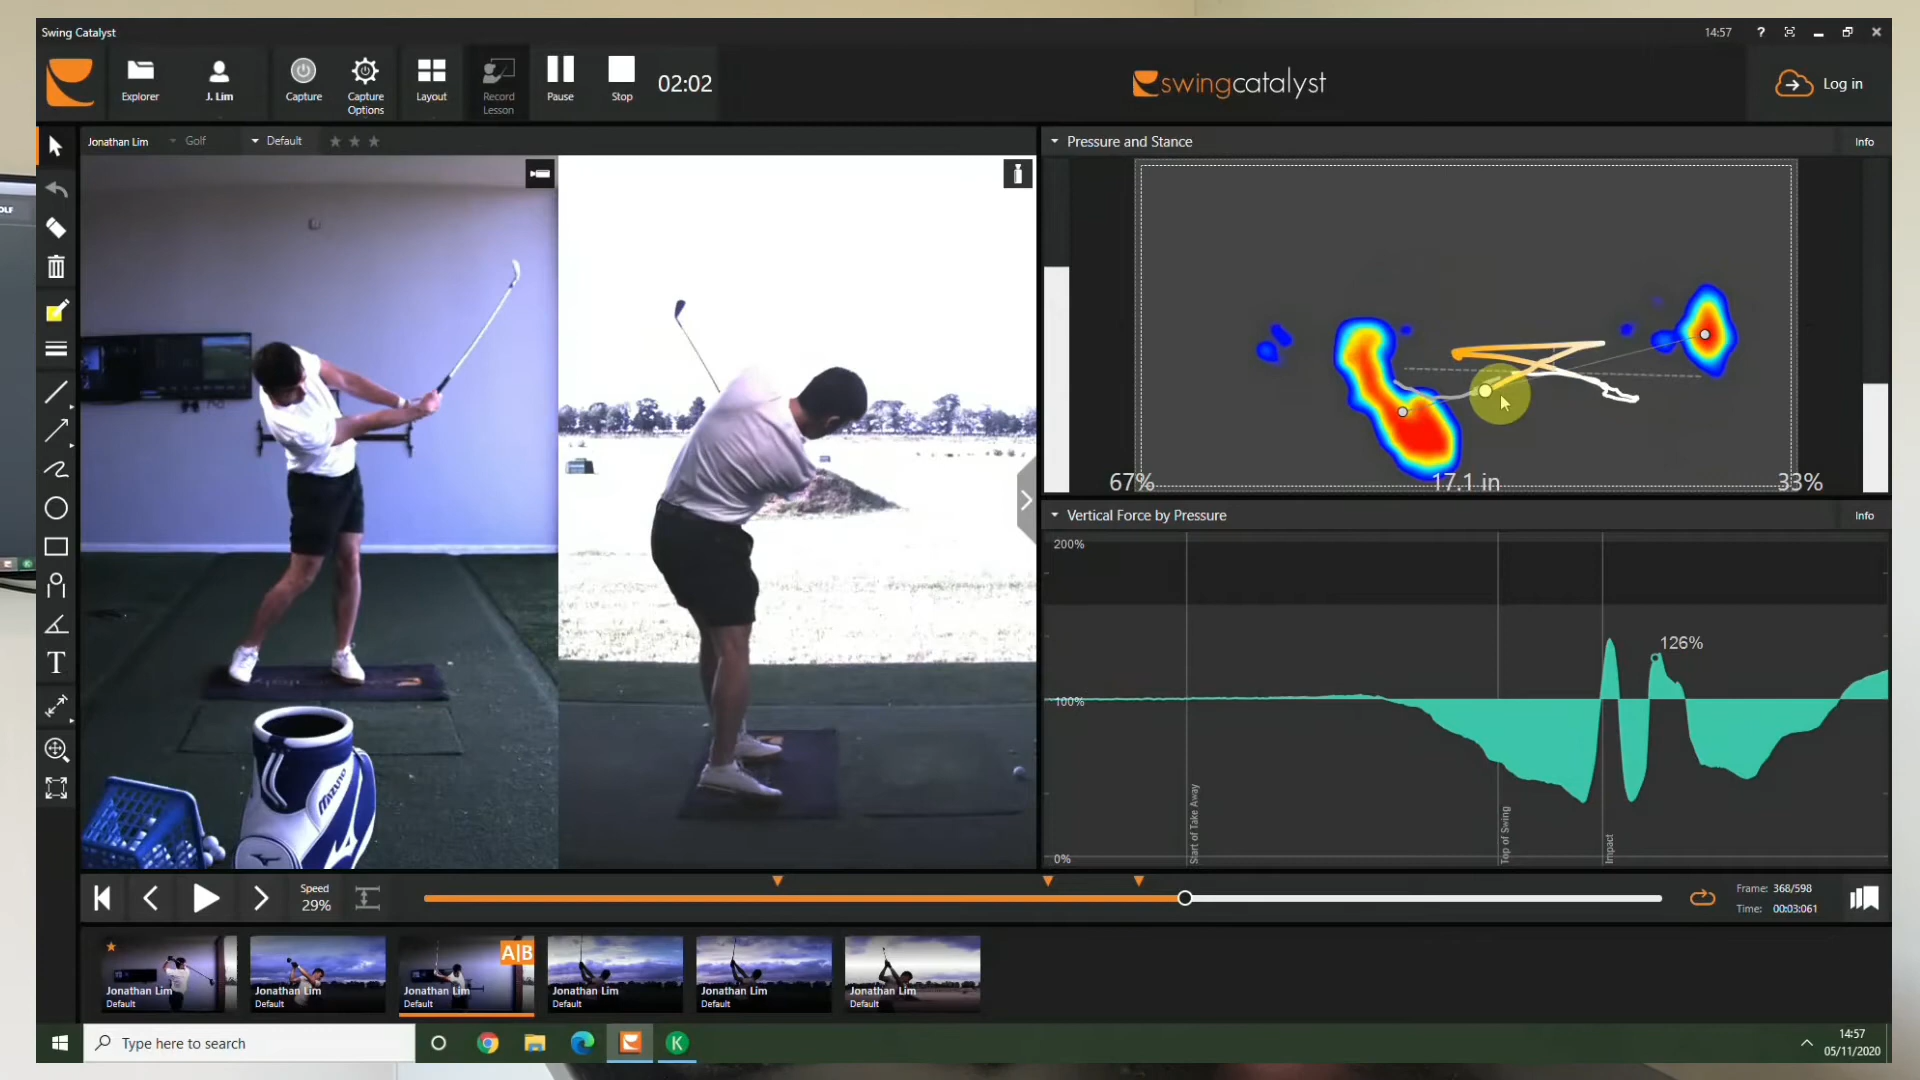 Swing Catalyst
14:57
?
Explorer
J. Lim
Capture
Capture
Options
Layout
Record
Lesson
Pause
Stop
02:02
swingcatalyst
Log in
Jonathan Lim
Golf
Default
Pressure and Stance
Info
67%
17.1 in
33%
Vertical Force by Pressure
Info
200%
126%
100%
Start of Take Away
Top of Swing
Impact
0%
T
MIZUNO
Speed
29%
Frame: 368/598
Time: 00:03:061
A|B
Jonathan Lim
Default
Jonathan Lim
Default
Jonathan Lim
Default
Jonathan Lim
Default
Jonathan Lim
Default
Jonathan Lim
Default
Type here to search
K
14:57
05/11/2020